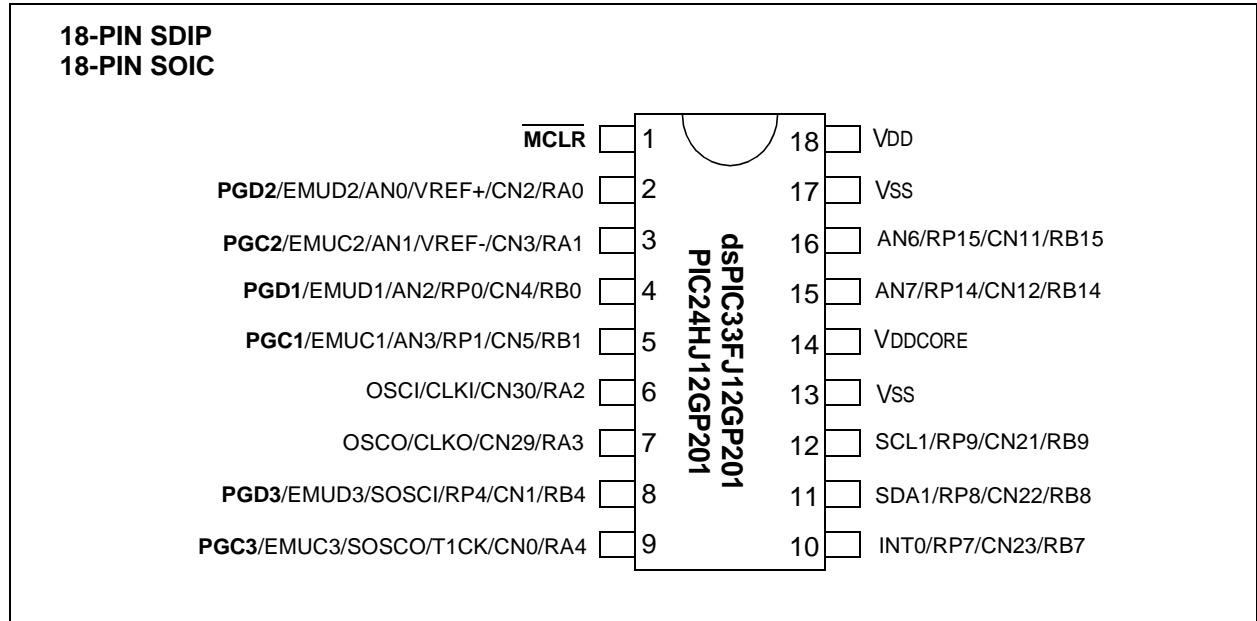 18-PIN SDIP
18-PIN SOIC
MCLR 1 18 VDD
PGD2/EMUD2/AN0/VREF+/CN2/RA0 2 17 VSS
PGC2/EMUC2/AN1/VREF-/CN3/RA1 3 16 AN6/RP15/CN11/RB15
PGD1/EMUD1/AN2/RP0/CN4/RB0 4 15 AN7/RP14/CN12/RB14
PGC1/EMUC1/AN3/RP1/CN5/RB1 5 14 VDDCORE
OSCI/CLKI/CN30/RA2 6 13 VSS
OSCO/CLKO/CN29/RA3 7 12 SCL1/RP9/CN21/RB9
PGD3/EMUD3/SOSCI/RP4/CN1/RB4 8 11 SDA1/RP8/CN22/RB8
PGC3/EMUC3/SOSCO/T1CK/CN0/RA4 9 10 INT0/RP7/CN23/RB7
dsPIC33FJ12GP201
PIC24HJ12GP201